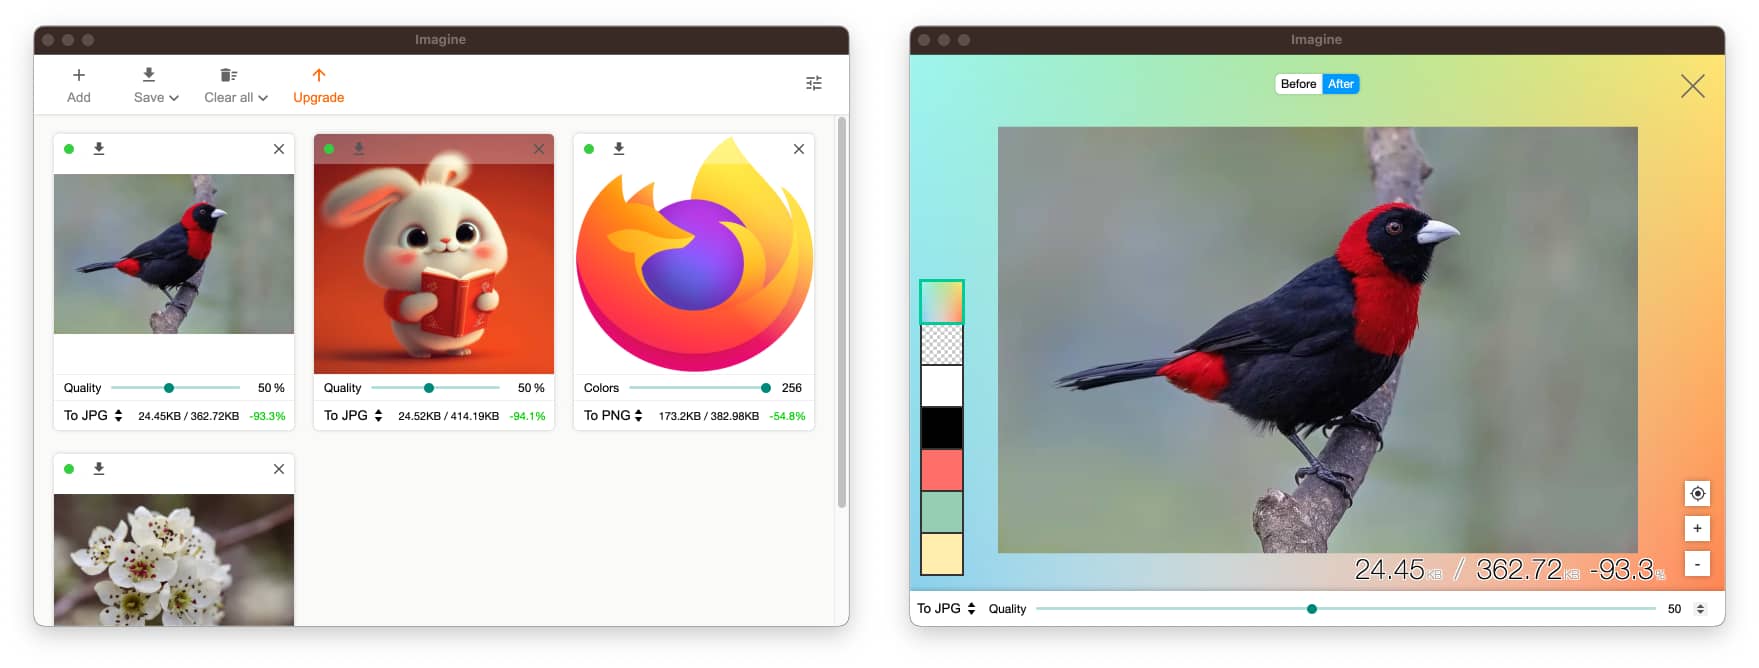 Imagine
Add
Save
Clear all
Upgrade
Quality 50 %
To JPG 24.45KB / 362.72KB -93.3%
Quality 50 %
To JPG 24.52KB / 414.19KB -94.1%
Colors 256
To PNG 173.2KB / 382.98KB -54.8%
Imagine
Before After
+
-
24.45 KB / 362.72 KB -93.3 %
To JPG Quality 50